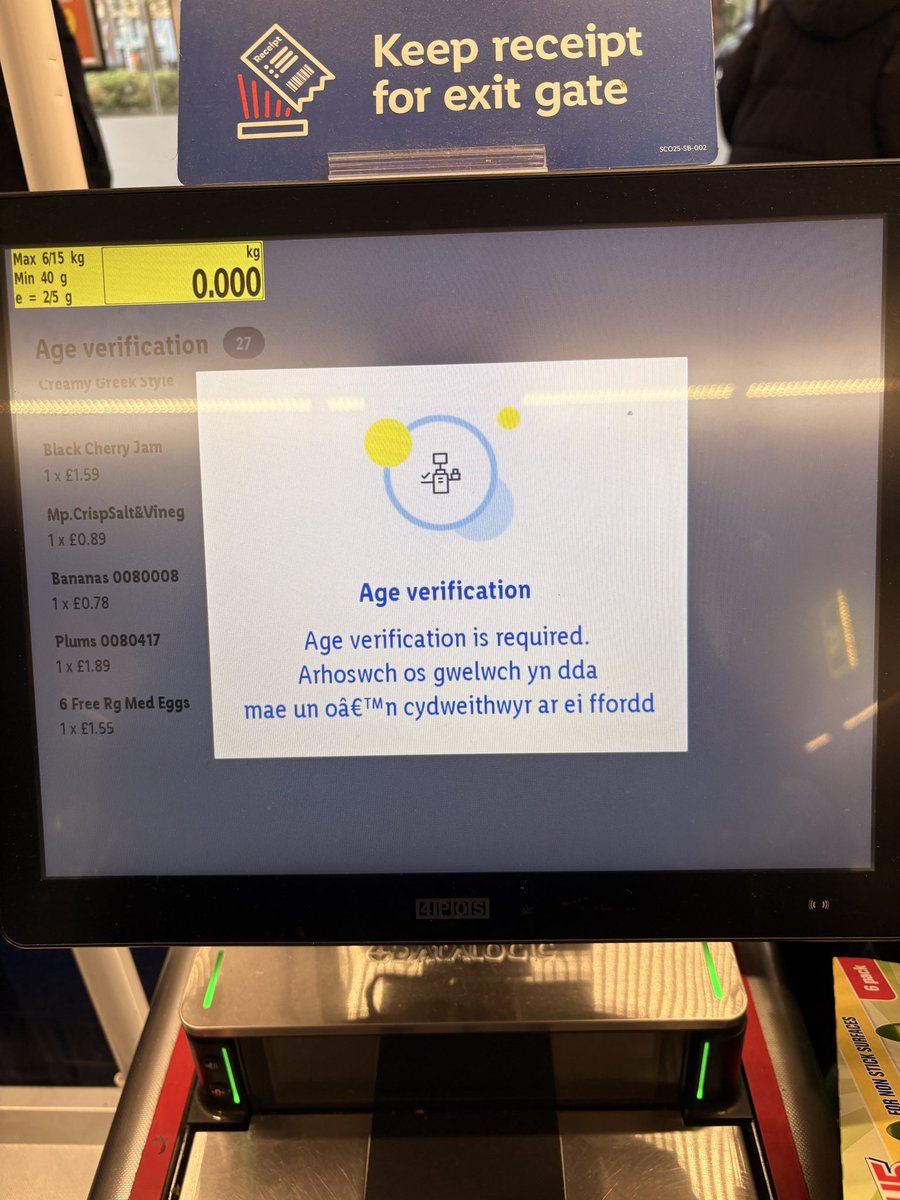 Receipt
Keep receipt
for exit gate
SCO25-SB-002
Max 6/15 kg
Min 40 g
e = 2/5 g
kg
0.000
Age verification 27
Creamy Greek Style
Black Cherry Jam
1 x £1.59
Mp.CrispSalt&Vineg
1 x £0.89
Bananas 0080008
1 x £0.78
Plums 0080417
1 x £1.89
6 Free Rg Med Eggs
1 x £1.55
Age verification
Age verification is required.
Arhoswch os gwelwch yn dda
mae un oâ€™n cydweithwyr ar ei ffordd
4POS
DATALOGIC
6 pack
FOR NON STICK SURFACES